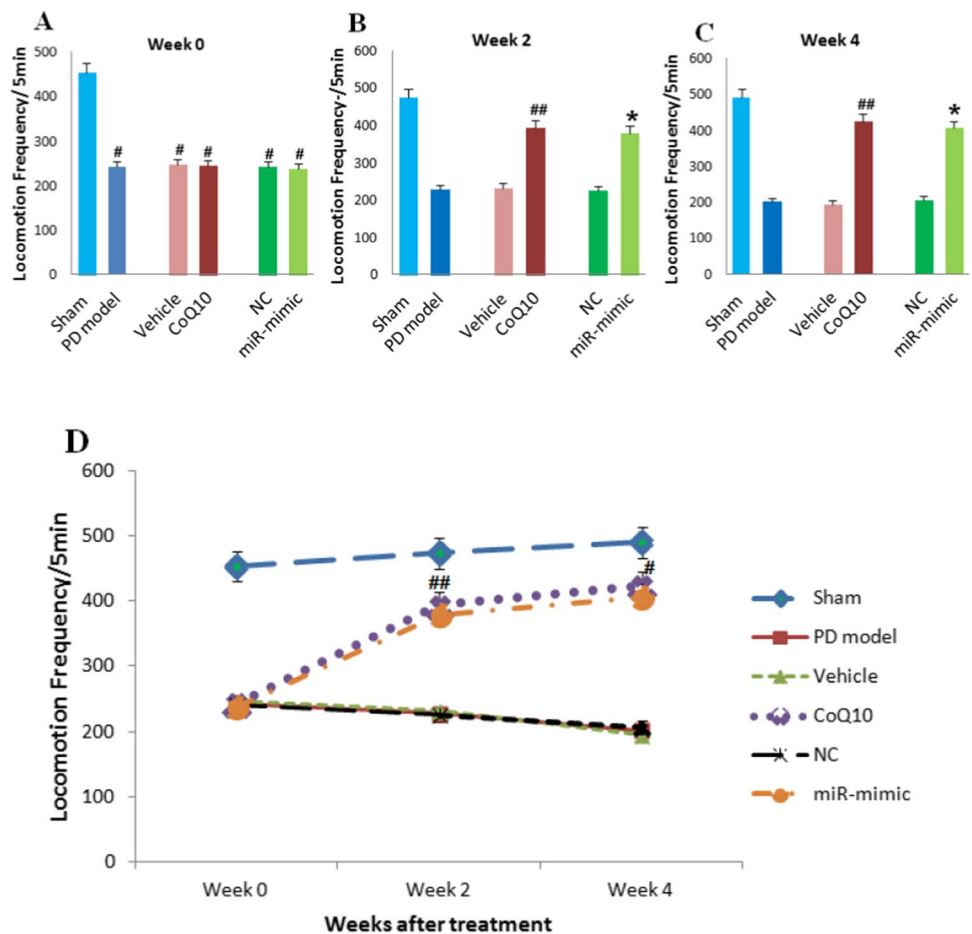 A
Week 0
Locomotion Frequency/ 5min
500
400
300
200
100
0
#
#
#
#
#
Sham
PD model
Vehicle
CoQ10
NC
miR-mimic
B
Week 2
Locomotion Frequency-/5min
600
500
400
300
200
100
0
##
*
Sham
PD model
Vehicle
CoQ10
NC
miR-mimic
C
Week 4
Locomotion Frequency/5min
600
500
400
300
200
100
0
##
*
Sham
PD model
Vehicle
CoQ10
NC
miR-mimic
D
Locomotion Frequency/5min
600
500
400
300
200
100
0
##
#
Week 0
Week 2
Week 4
Weeks after treatment
Sham
PD model
Vehicle
CoQ10
NC
miR-mimic